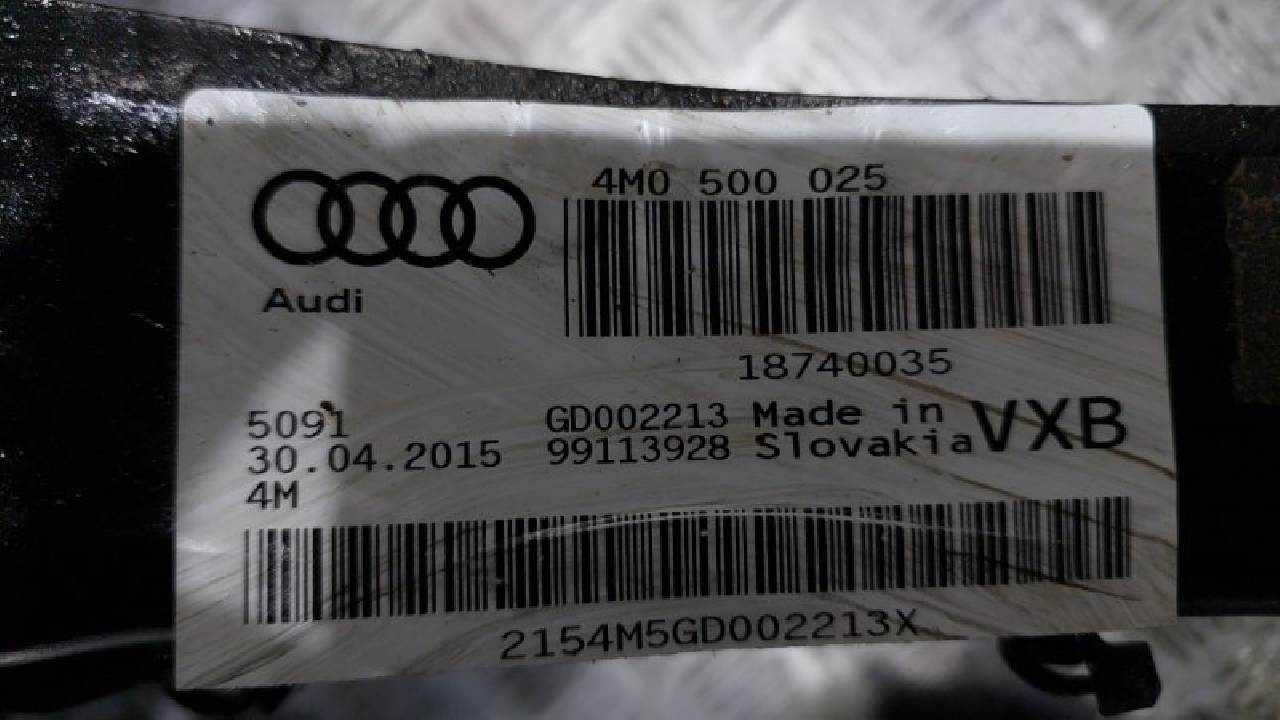 4M0 500 025
Audi
18740035
5091 GD002213 Made in VXB
30.04.2015 99113928 Slovakia
4M
2154M5GD002213X